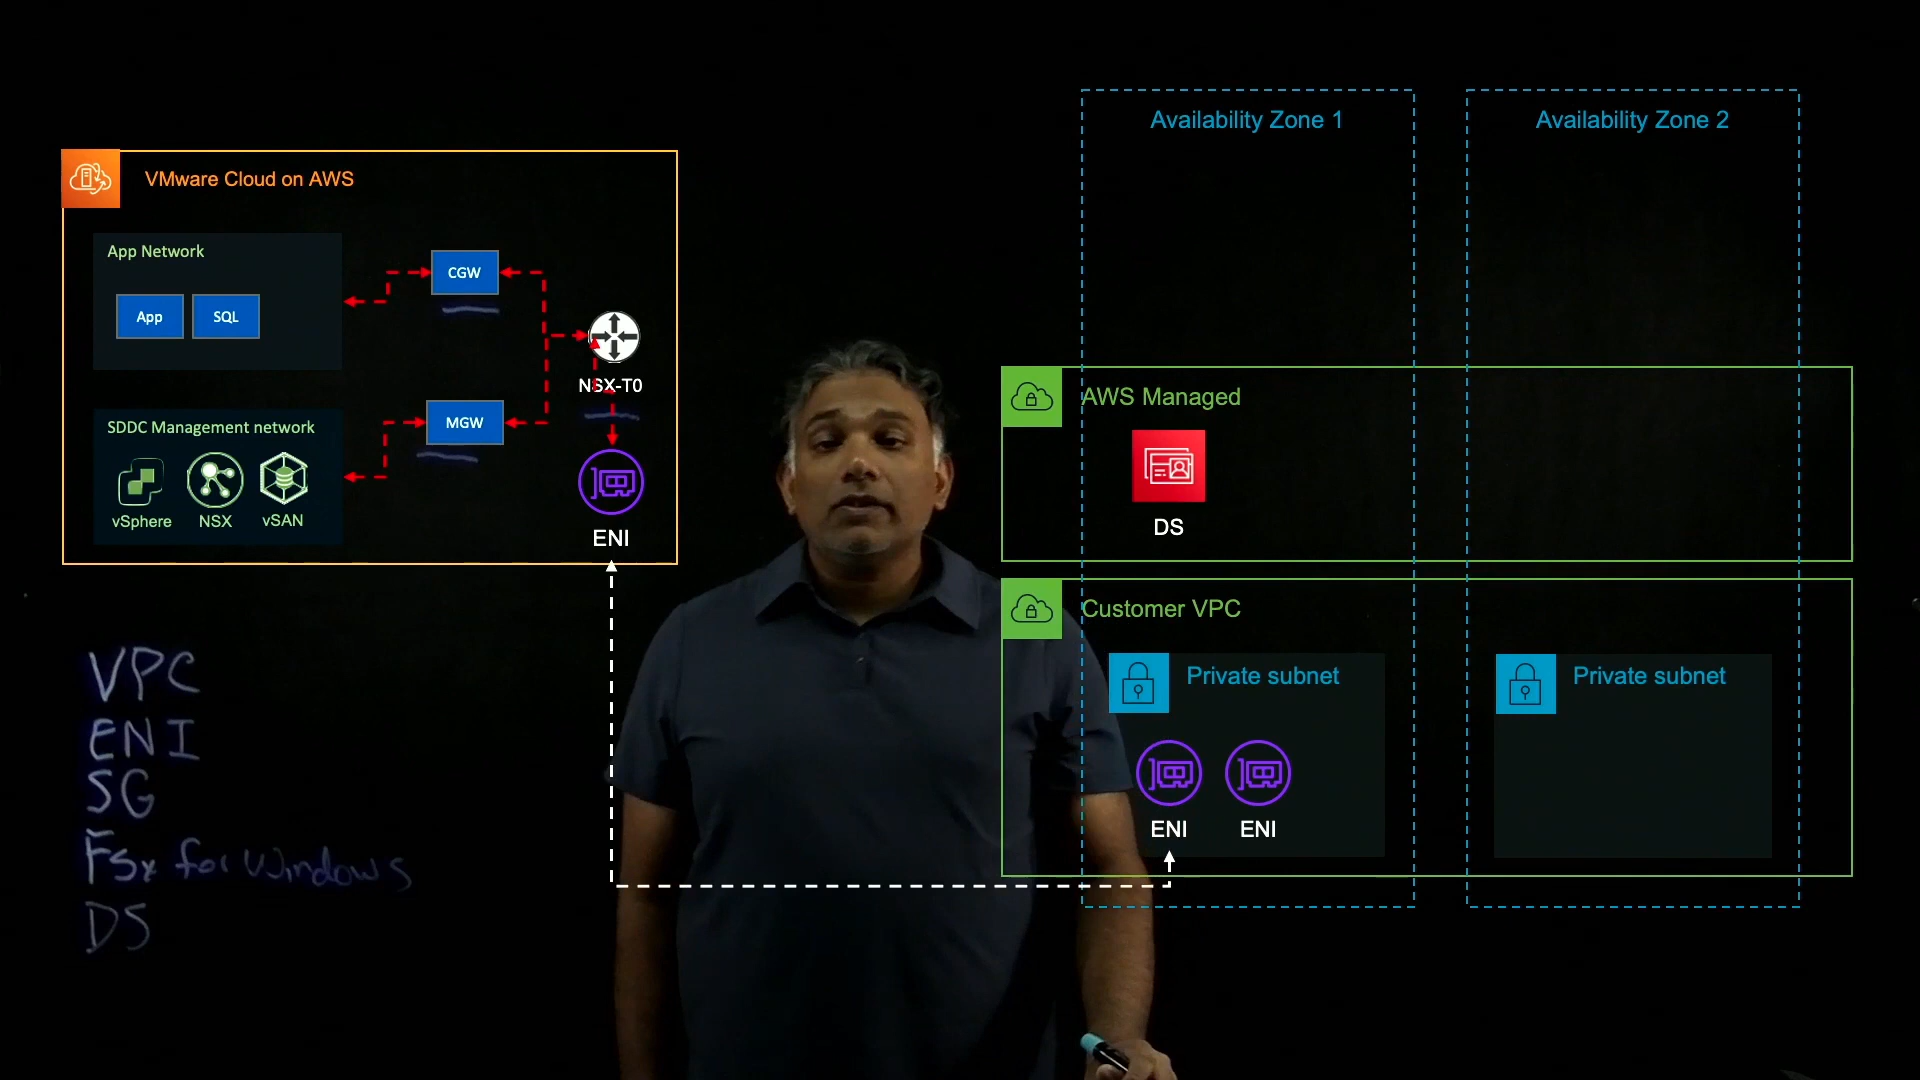 VMware Cloud on AWS
App Network
App
SQL
CGW
NSX-T0
SDDC Management network
MGW
vSphere
NSX
vSAN
ENI
VPC
ENI
SG
FSx for Windows
DS
Availability Zone 1
Availability Zone 2
AWS Managed
DS
Customer VPC
Private subnet
Private subnet
ENI
ENI